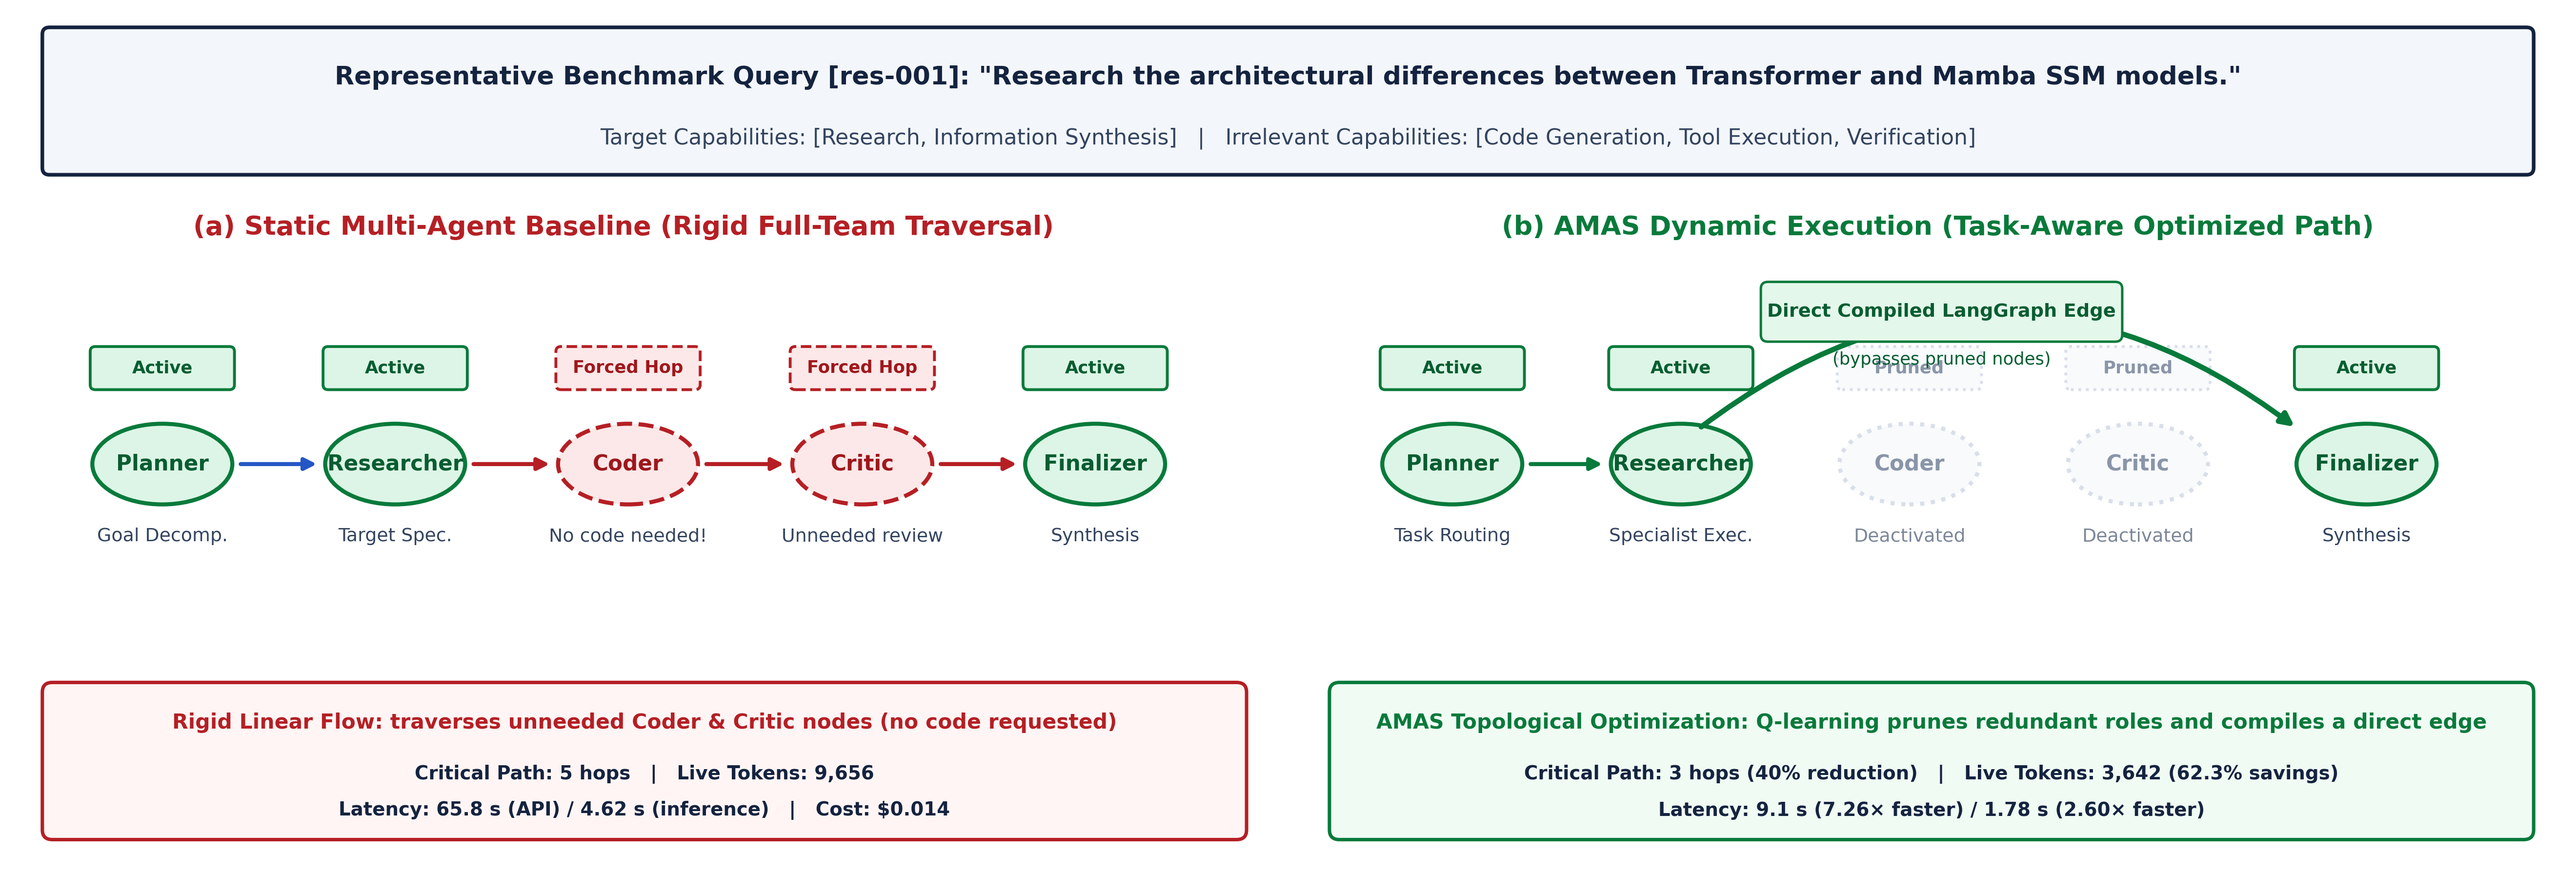 Representative Benchmark Query [res-001]: "Research the architectural differences between Transformer and Mamba SSM models."
Target Capabilities: [Research, Information Synthesis] | Irrelevant Capabilities: [Code Generation, Tool Execution, Verification]
(a) Static Multi-Agent Baseline (Rigid Full-Team Traversal)
Active
Active
Forced Hop
Forced Hop
Active
Planner
Researcher
Coder
Critic
Finalizer
Goal Decomp.
Target Spec.
No code needed!
Unneeded review
Synthesis
Rigid Linear Flow: traverses unneeded Coder & Critic nodes (no code requested)
Critical Path: 5 hops | Live Tokens: 9,656
Latency: 65.8 s (API) / 4.62 s (inference) | Cost: $0.014
(b) AMAS Dynamic Execution (Task-Aware Optimized Path)
Direct Compiled LangGraph Edge
(bypasses pruned nodes)
Active
Active
Pruned
Pruned
Active
Planner
Researcher
Coder
Critic
Finalizer
Task Routing
Specialist Exec.
Deactivated
Deactivated
Synthesis
AMAS Topological Optimization: Q-learning prunes redundant roles and compiles a direct edge
Critical Path: 3 hops (40% reduction) | Live Tokens: 3,642 (62.3% savings)
Latency: 9.1 s (7.26× faster) / 1.78 s (2.60× faster)